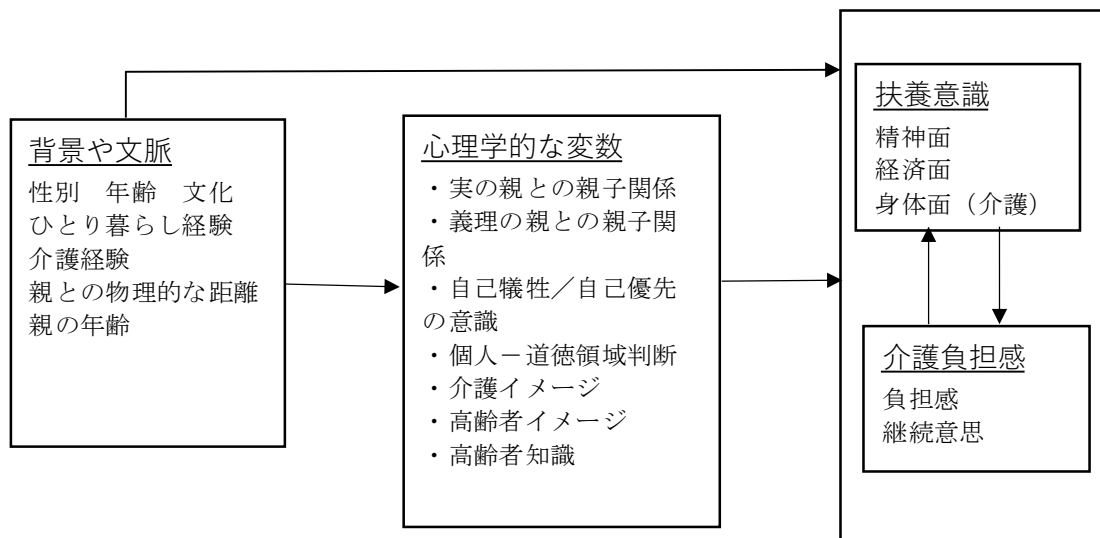 背景や文脈
性別　年齢　文化
ひとり暮らし経験
介護経験
親との物理的な距離
親の年齢
心理学的な変数
・実の親との親子関係
・義理の親との親子関
係
・自己犠牲／自己優先
の意識
・個人－道徳領域判断
・介護イメージ
・高齢者イメージ
・高齢者知識
扶養意識
精神面
経済面
身体面（介護）
介護負担感
負担感
継続意思